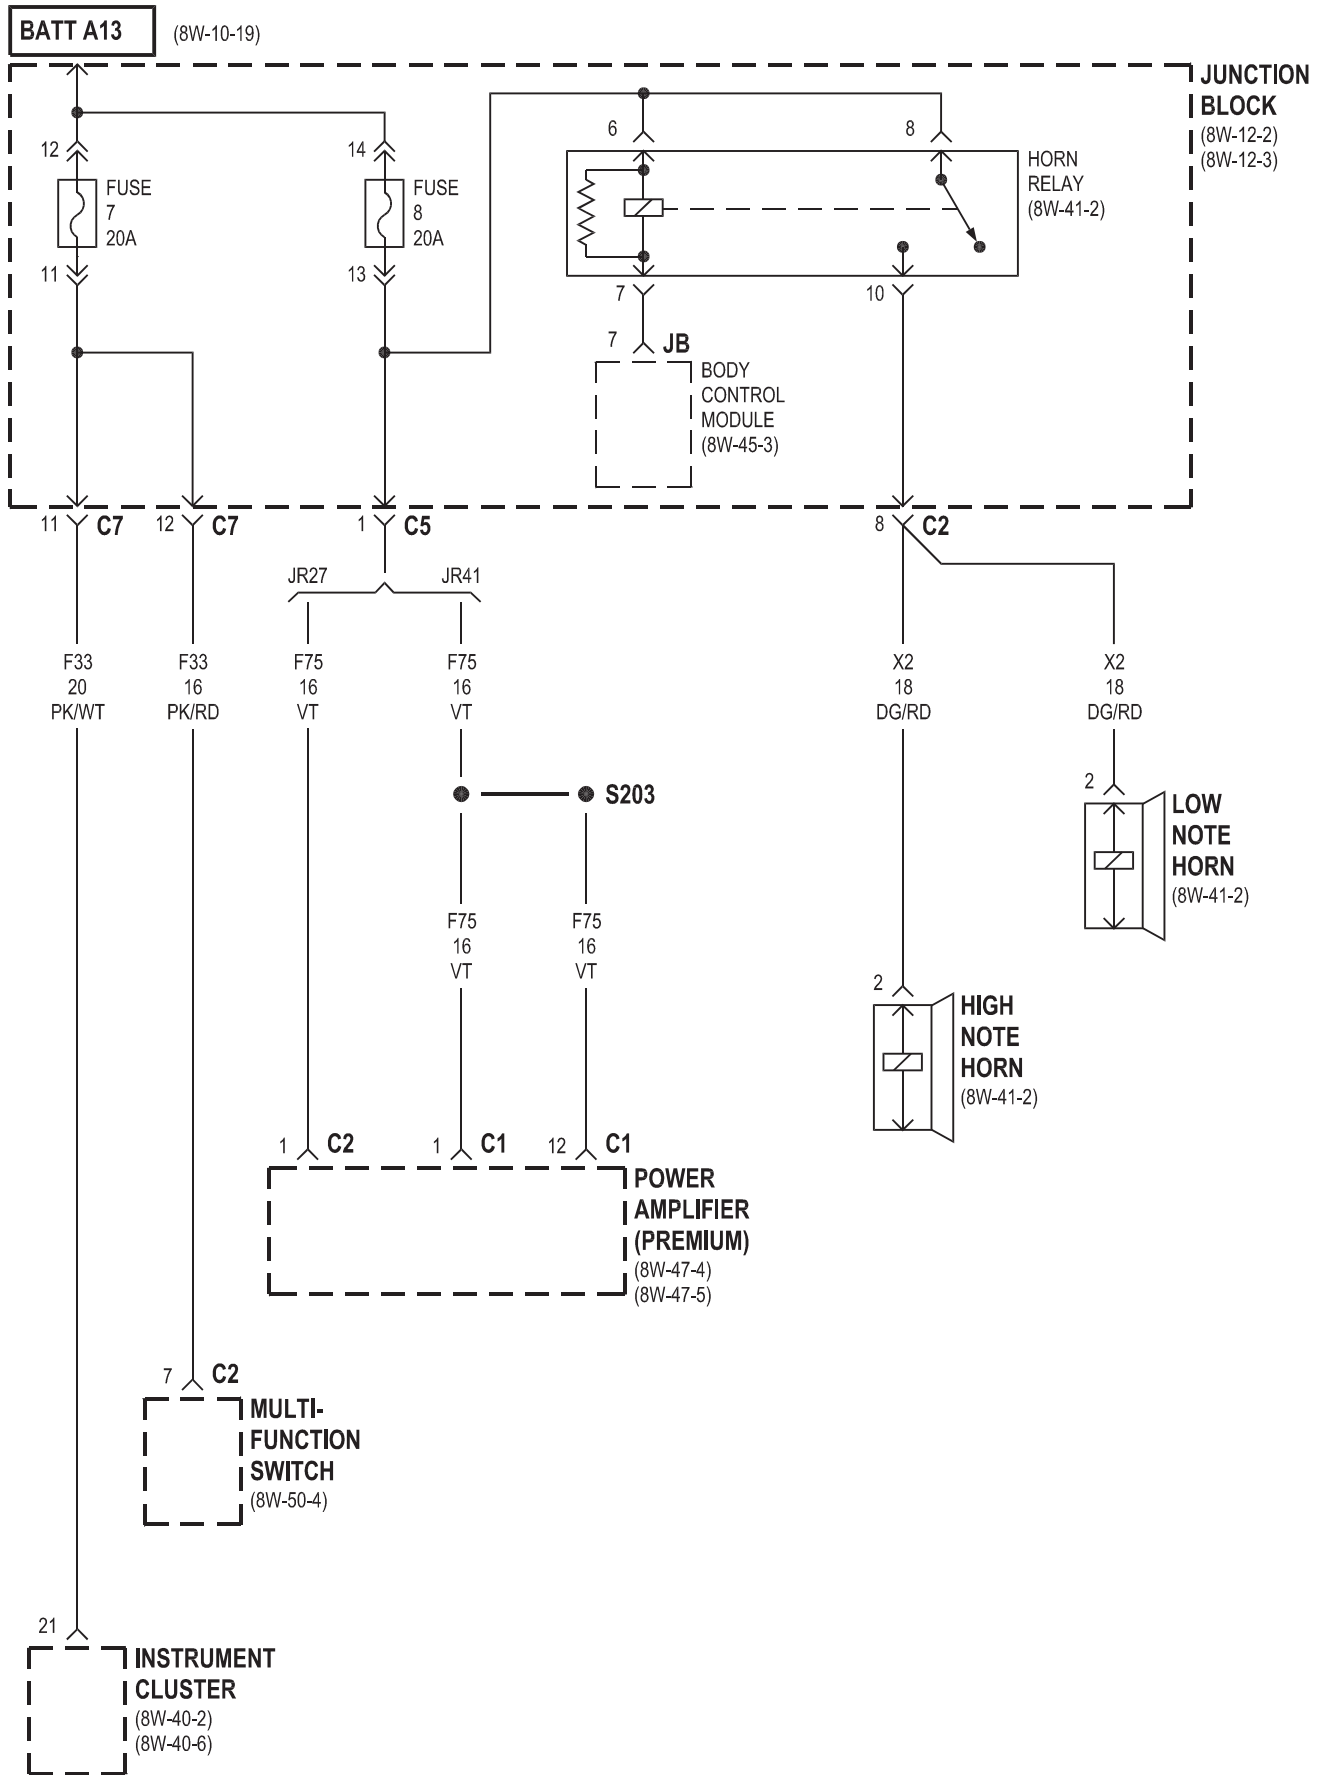 BATT A13
(8W-10-19)
JUNCTION
BLOCK
(8W-12-2)
(8W-12-3)
12
14
6
8
FUSE
7
20A
FUSE
8
20A
HORN
RELAY
(8W-41-2)
11
13
7
10
7
JB
BODY
CONTROL
MODULE
(8W-45-3)
11
C7
12
C7
1
C5
8
C2
JR27
JR41
F33
20
PK/WT
F33
16
PK/RD
F75
16
VT
F75
16
VT
X2
18
DG/RD
X2
18
DG/RD
S203
2
LOW
NOTE
HORN
(8W-41-2)
F75
16
VT
F75
16
VT
2
HIGH
NOTE
HORN
(8W-41-2)
1
C2
1
C1
12
C1
POWER
AMPLIFIER
(PREMIUM)
(8W-47-4)
(8W-47-5)
7
C2
MULTI-
FUNCTION
SWITCH
(8W-50-4)
21
INSTRUMENT
CLUSTER
(8W-40-2)
(8W-40-6)